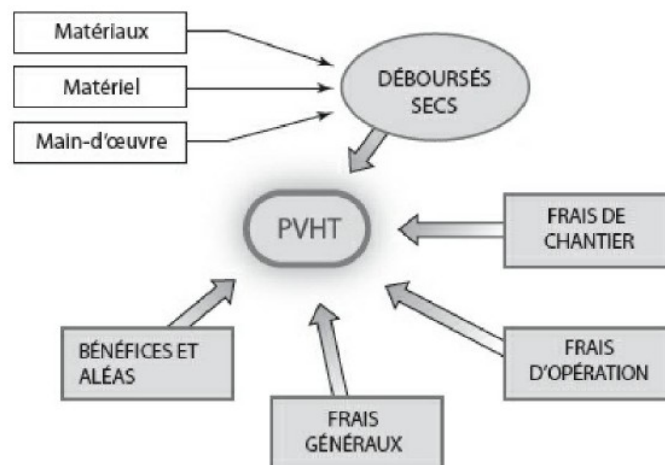 Matériaux
Matériel
Main-d'œuvre
DÉBOURSÉS
SECS
PVHT
FRAIS DE
CHANTIER
BÉNÉFICES ET
ALÉAS
FRAIS
GÉNÉRAUX
FRAIS
D'OPÉRATION